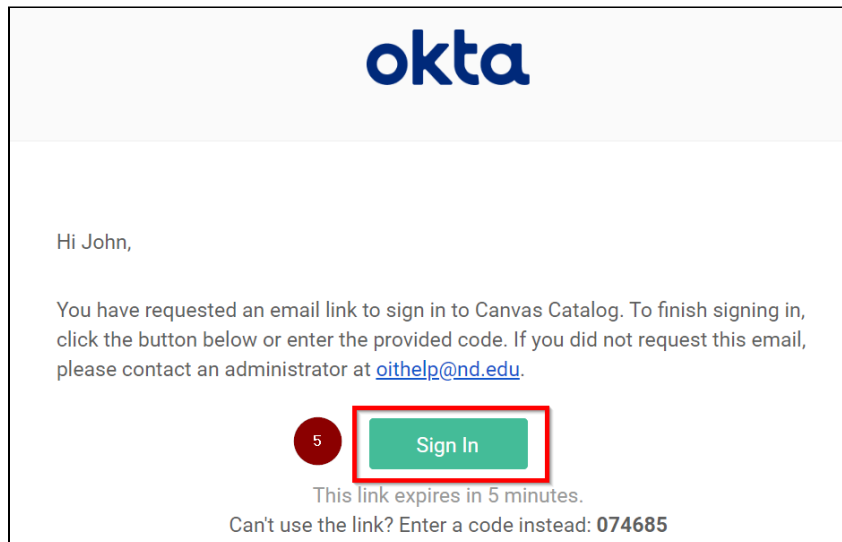 okta
Hi John,
You have requested an email link to sign in to Canvas Catalog. To finish signing in,
click the button below or enter the provided code. If you did not request this email,
please contact an administrator at oithelp@nd.edu.
5 Sign In
This link expires in 5 minutes.
Can't use the link? Enter a code instead: 074685